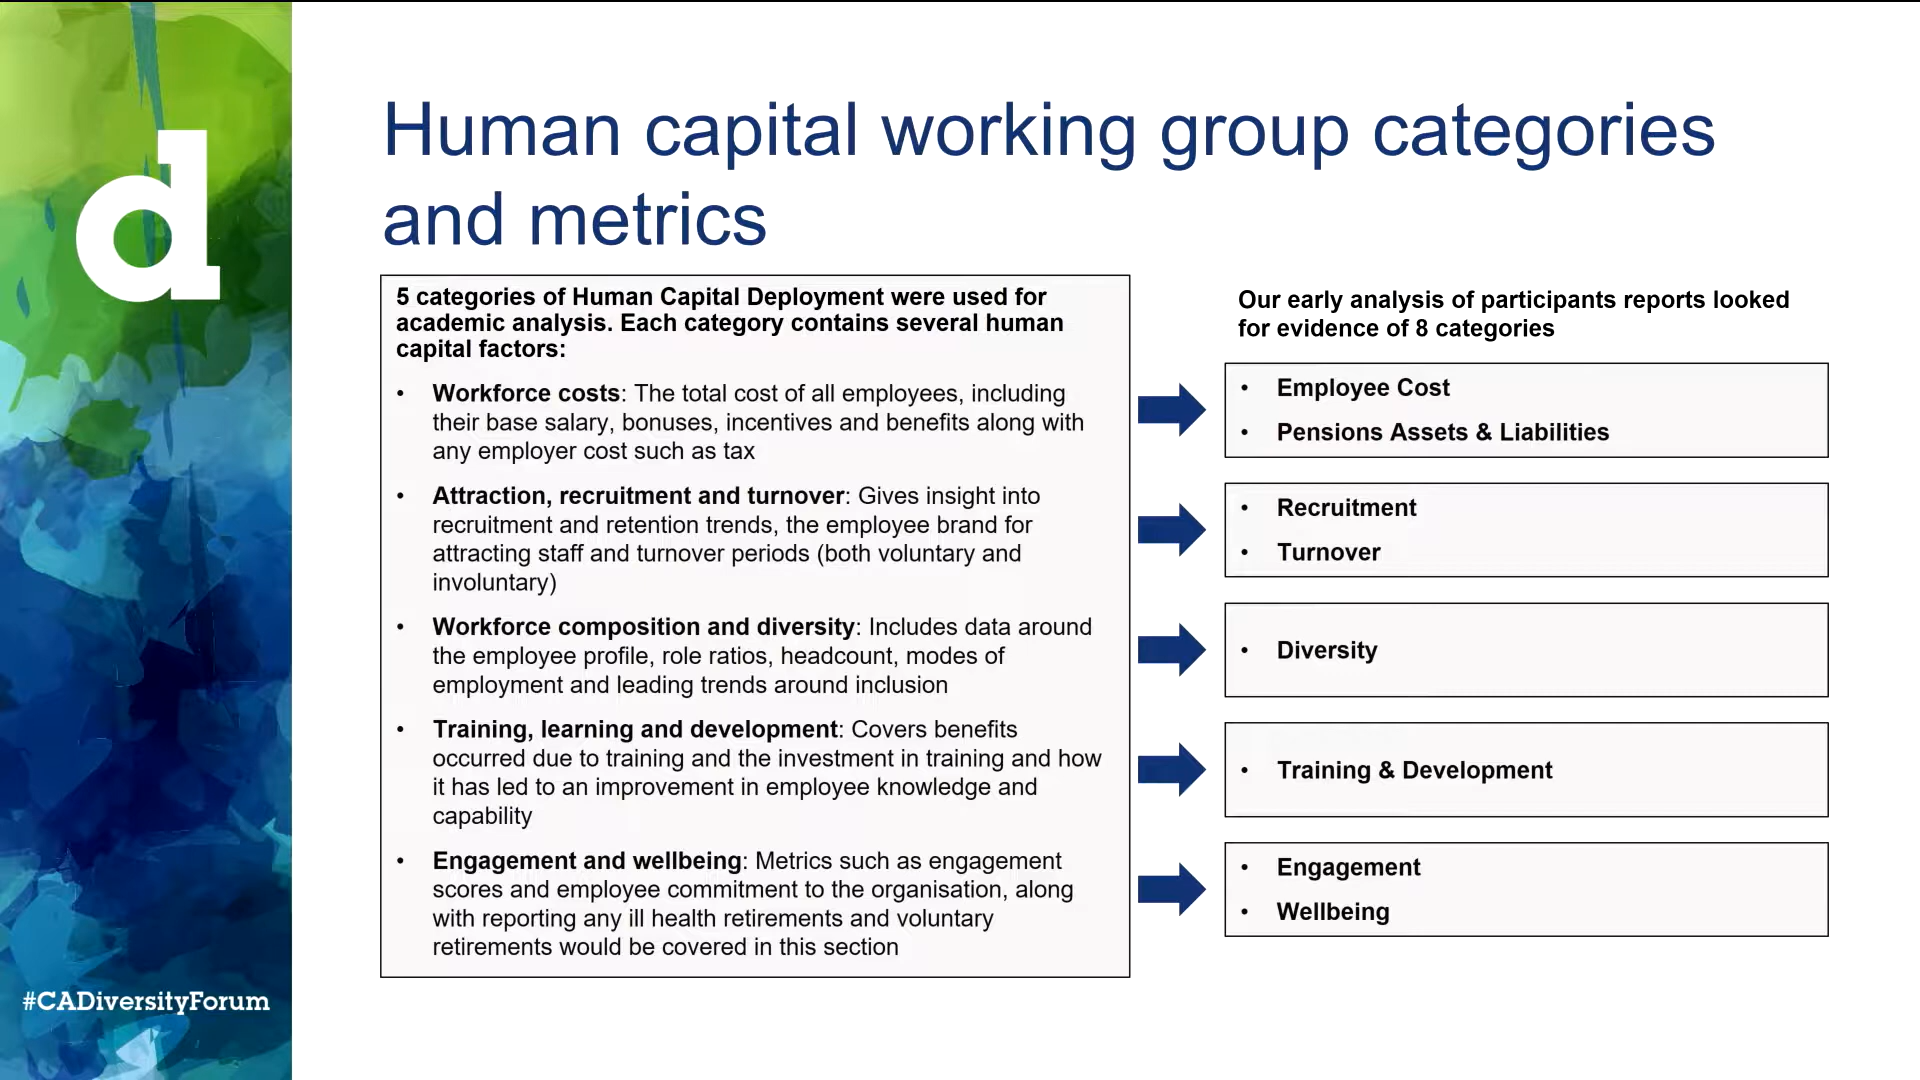 d
Human capital working group categories
and metrics
5 categories of Human Capital Deployment were used for
academic analysis. Each category contains several human
capital factors:
• Workforce costs: The total cost of all employees, including
their base salary, bonuses, incentives and benefits along with
any employer cost such as tax
• Attraction, recruitment and turnover: Gives insight into
recruitment and retention trends, the employee brand for
attracting staff and turnover periods (both voluntary and
involuntary)
• Workforce composition and diversity: Includes data around
the employee profile, role ratios, headcount, modes of
employment and leading trends around inclusion
• Training, learning and development: Covers benefits
occurred due to training and the investment in training and how
it has led to an improvement in employee knowledge and
capability
• Engagement and wellbeing: Metrics such as engagement
scores and employee commitment to the organisation, along
with reporting any ill health retirements and voluntary
retirements would be covered in this section
Our early analysis of participants reports looked
for evidence of 8 categories
• Employee Cost
• Pensions Assets & Liabilities
• Recruitment
• Turnover
• Diversity
• Training & Development
• Engagement
• Wellbeing
#CADiversityForum